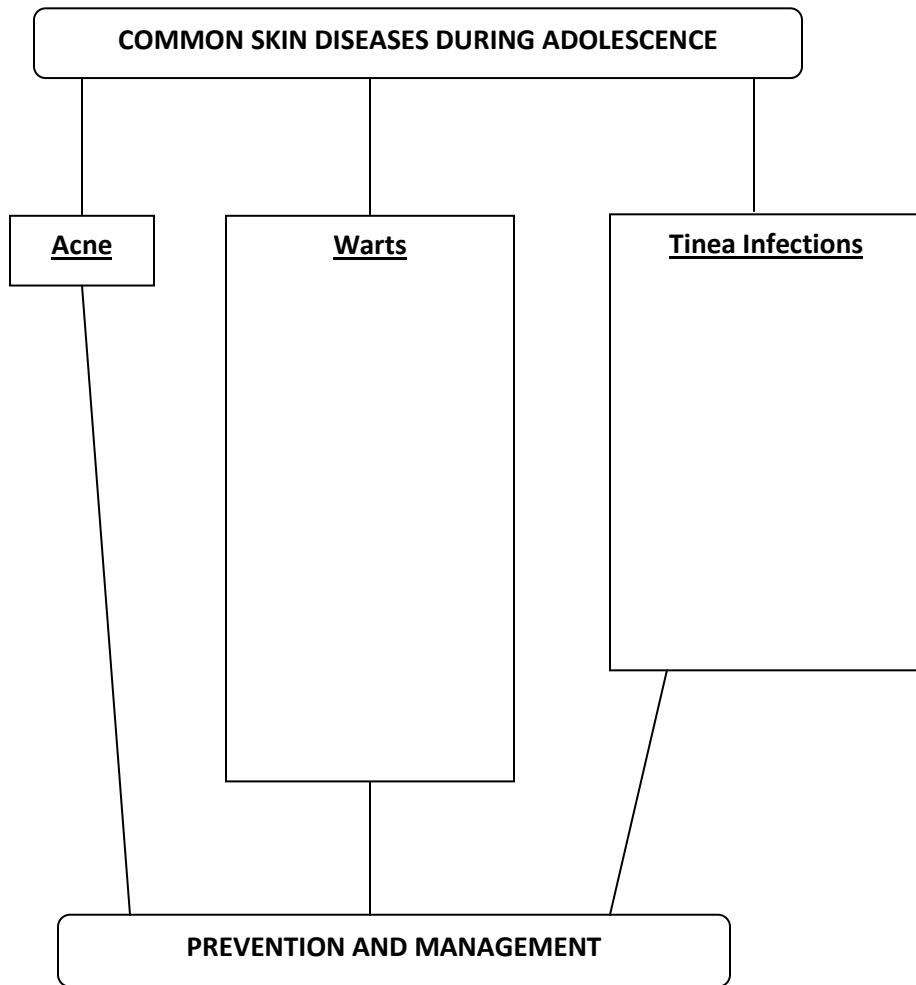 COMMON SKIN DISEASES DURING ADOLESCENCE
Acne
Warts
Tinea Infections
PREVENTION AND MANAGEMENT